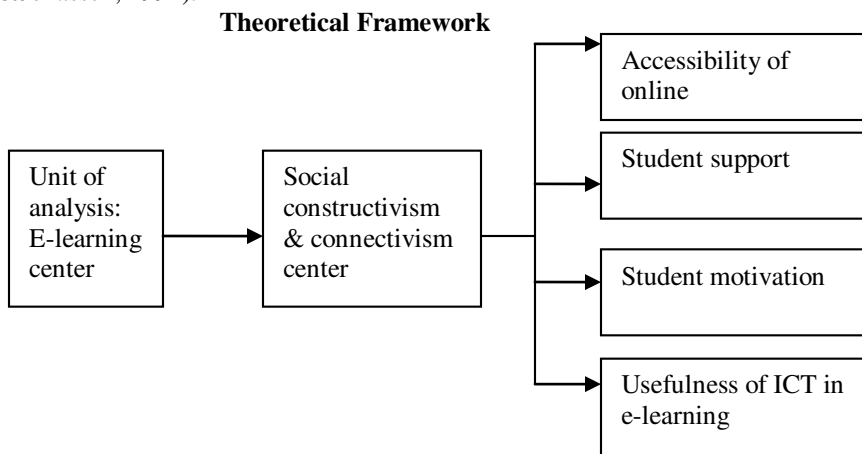 Theoretical Framework
Unit of
analysis:
E-learning
center
Social
constructivism
& connectivism
center
Accessibility of
online
Student support
Student motivation
Usefulness of ICT in
e-learning